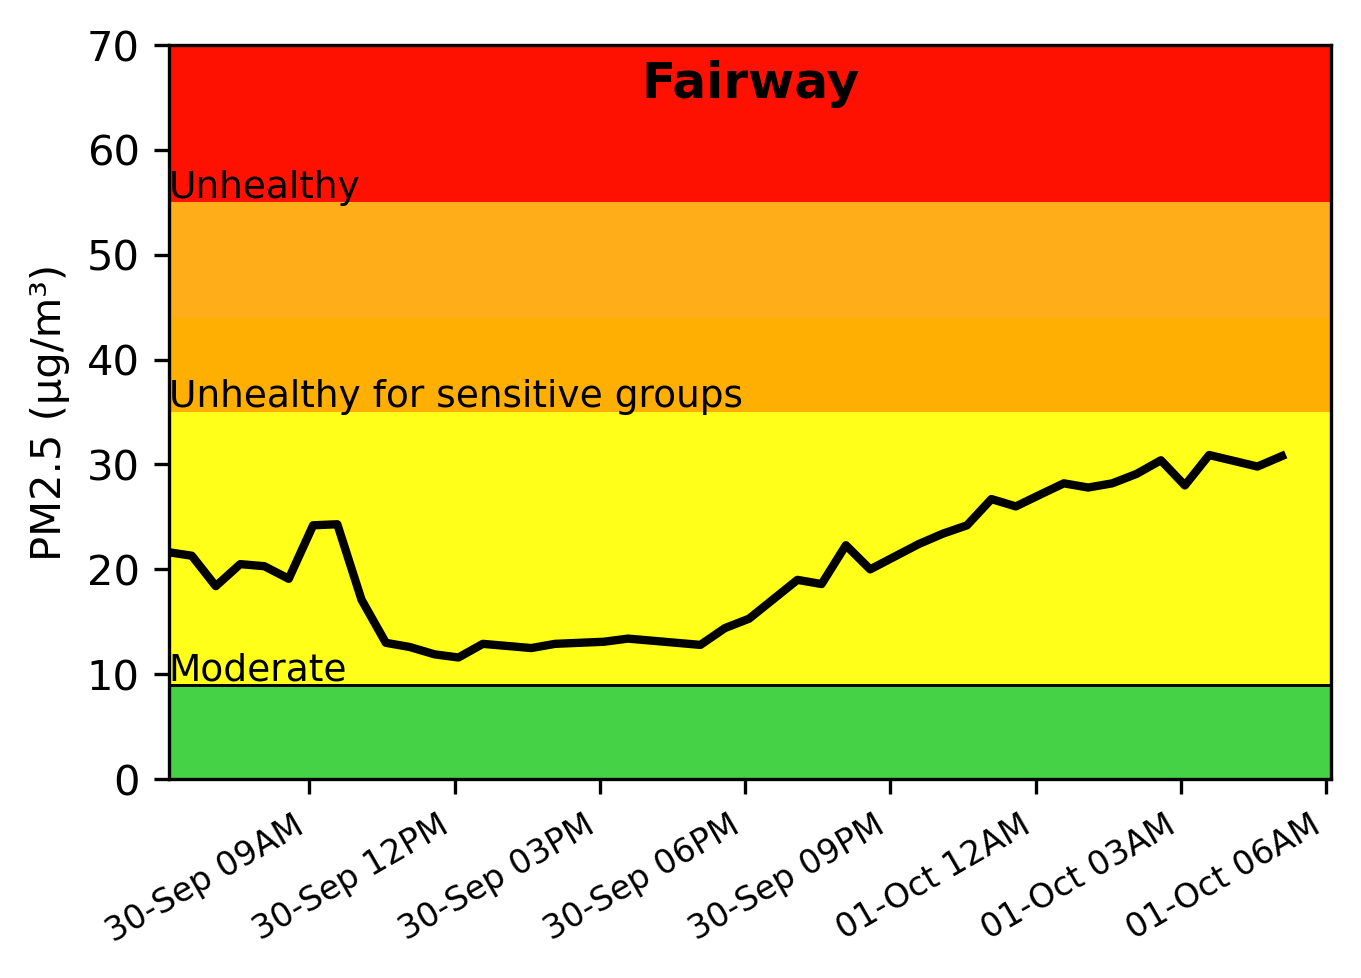 Fairway
70
60
50
40
30
20
10
0
PM2.5 (µg/m³)
Unhealthy
Unhealthy for sensitive groups
Moderate
30-Sep 09AM
30-Sep 12PM
30-Sep 03PM
30-Sep 06PM
30-Sep 09PM
01-Oct 12AM
01-Oct 03AM
01-Oct 06AM